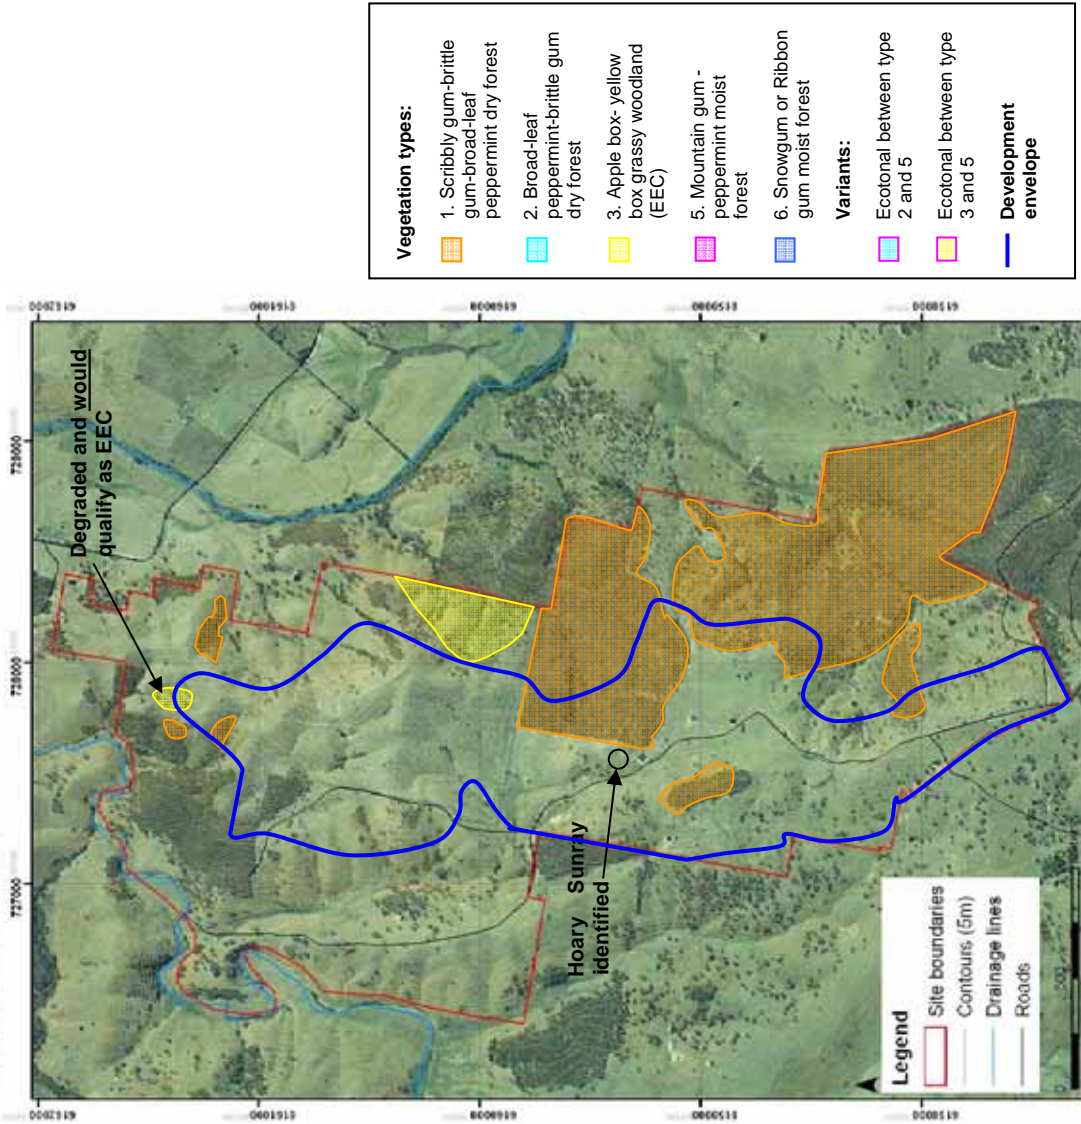 Degraded and would
qualify as EEC
Hoary Sunray
identified
727000
728000
729000
Legend
Site boundaries
Contours (5m)
Drainage lines
Roads
Vegetation types:
1. Scribbly gum-brittle
gum-broad-leaf
peppermint dry forest
2. Broad-leaf
peppermint-brittle gum
dry forest
3. Apple box- yellow
box grassy woodland
(EEC)
5. Mountain gum -
peppermint moist
forest
6. Snowgum or Ribbon
gum moist forest
Variants:
Ecotonal between type
2 and 5
Ecotonal between type
3 and 5
Development
envelope